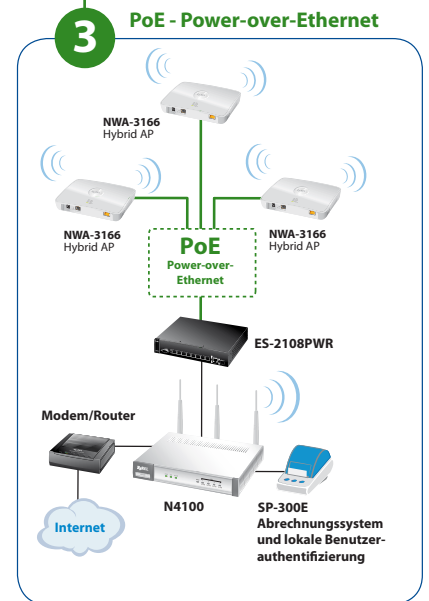 3
PoE - Power-over-Ethernet
NWA-3166
Hybrid AP
NWA-3166
Hybrid AP
NWA-3166
Hybrid AP
PoE
Power-over-
Ethernet
ES-2108PWR
Modem/Router
Internet
N4100
SP-300E
Abrechnungssystem
und lokale Benutzer-
authentifizierung